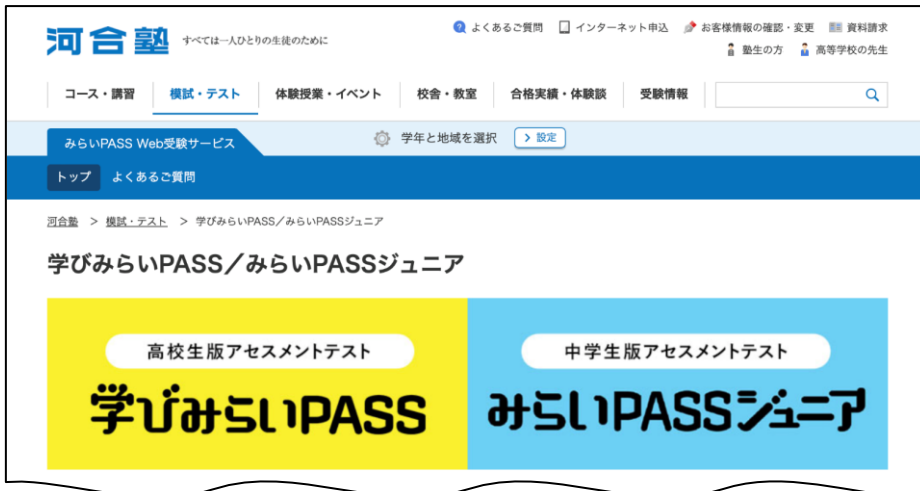 河合塾 すべては一人ひとりの生徒のために
よくあるご質問 インターネット申込 お客様情報の確認・変更 資料請求
塾生の方 高等学校の先生
コース・講習 模試・テスト 体験授業・イベント 校舎・教室 合格実績・体験談 受験情報
みらいPASS Web受験サービス 学年と地域を選択 > 設定
トップ よくあるご質問
河合塾 > 模試・テスト > 学びみらいPASS/みらいPASSジュニア
学びみらいPASS/みらいPASSジュニア
高校生版アセスメントテスト
学びみらいPASS
中学生版アセスメントテスト
みらいPASSジュニア